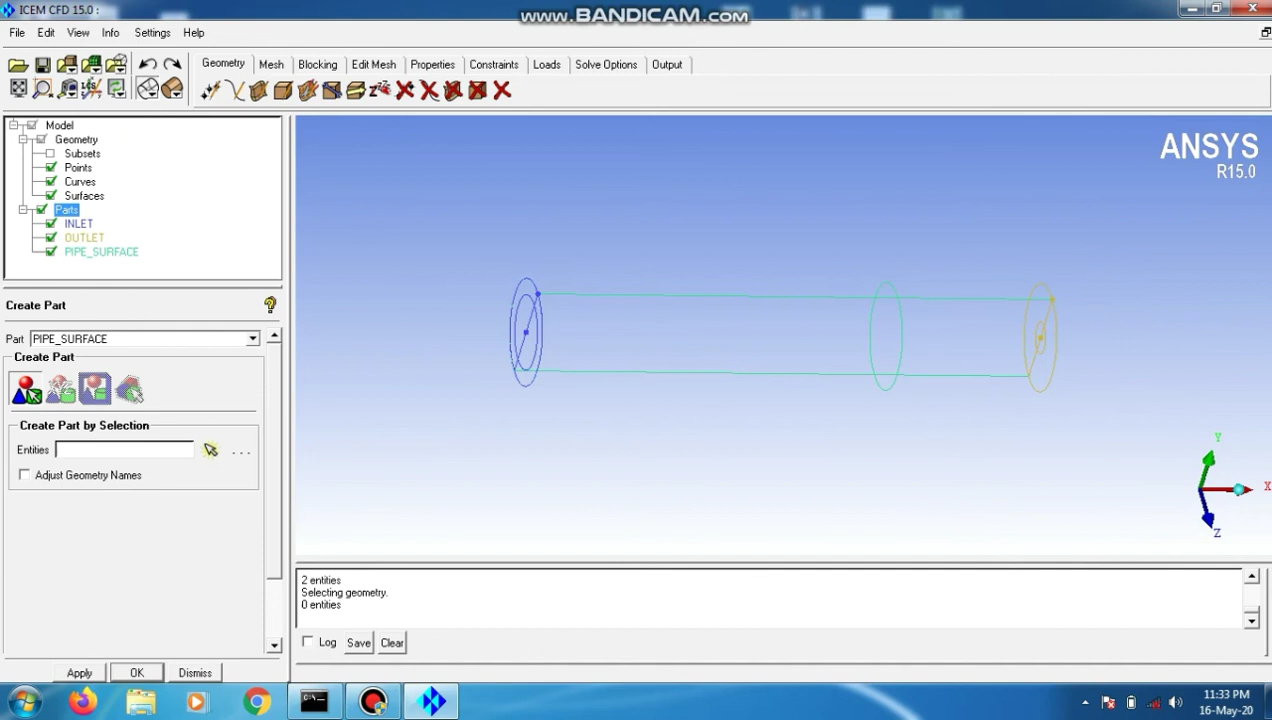 ICEM CFD 15.0 :
www.BANDICAM.com
File Edit View Info Settings Help
Geometry Mesh Blocking Edit Mesh Properties Constraints Loads Solve Options Output
Model
Geometry
Subsets
Points
Curves
Surfaces
Parts
INLET
OUTLET
PIPE_SURFACE
ANSYS
R15.0
Create Part
Part PIPE_SURFACE
Create Part
Create Part by Selection
Entities ...
Adjust Geometry Names
Y
X
Z
2 entities
Selecting geometry.
0 entities
Log Save Clear
Apply OK Dismiss
11:33 PM
16-May-20